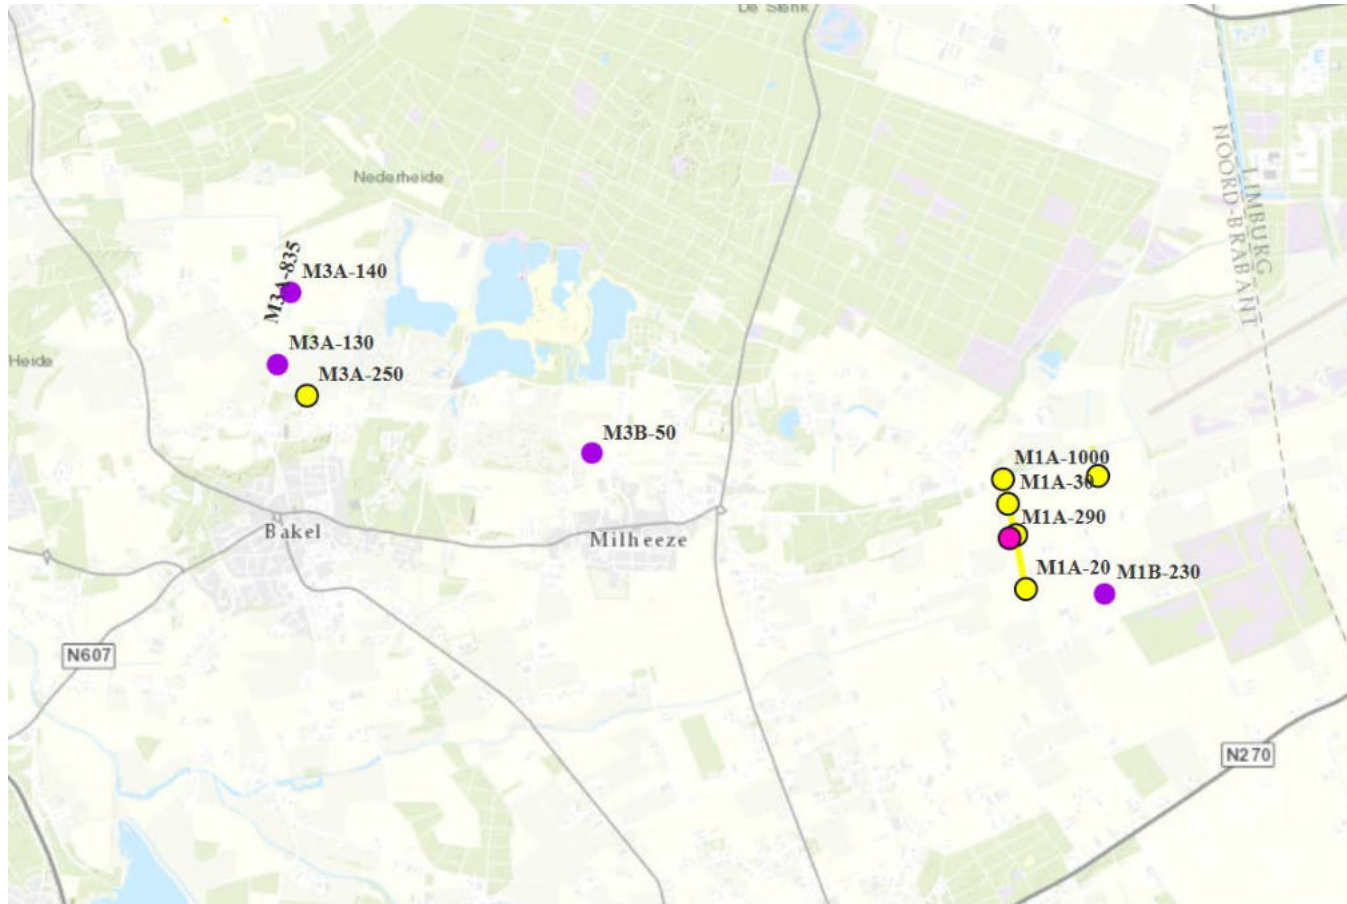 De Stenk
LIMBURG
NOORD-BRABANT
Nederheide
M3A-835
M3A-140
M3A-130
Heide
M3A-250
M3B-50
M1A-1000
M1A-30
M1A-290
Bakel
Milheeze
M1A-20
M1B-230
N607
N270